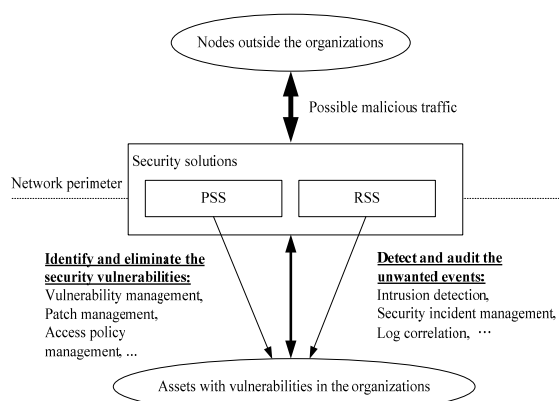 Nodes outside the organizations
Possible malicious traffic
Security solutions
Network perimeter
PSS
RSS
Identify and eliminate the
security vulnerabilities:
Vulnerability management,
Patch management,
Access policy
management, ...
Detect and audit the
unwanted events:
Intrusion detection,
Security incident management,
Log correlation, ⋯
Assets with vulnerabilities in the organizations